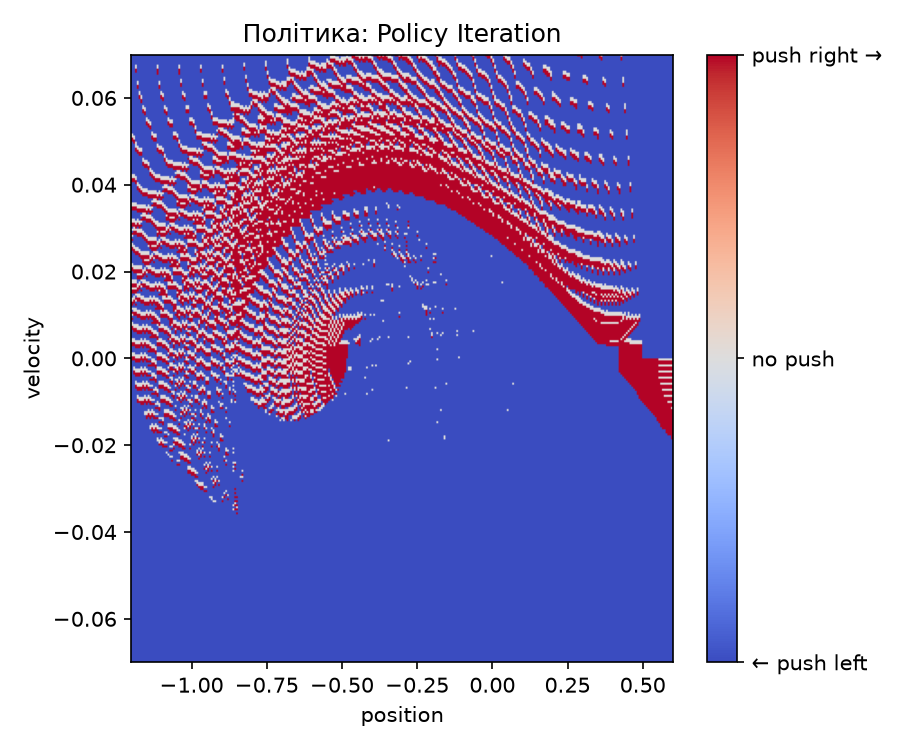 Політика: Policy Iteration
push right →
0.06
0.04
0.02
0.00
no push
velocity
−0.02
−0.04
−0.06
← push left
−1.00 −0.75 −0.50 −0.25 0.00 0.25 0.50
position